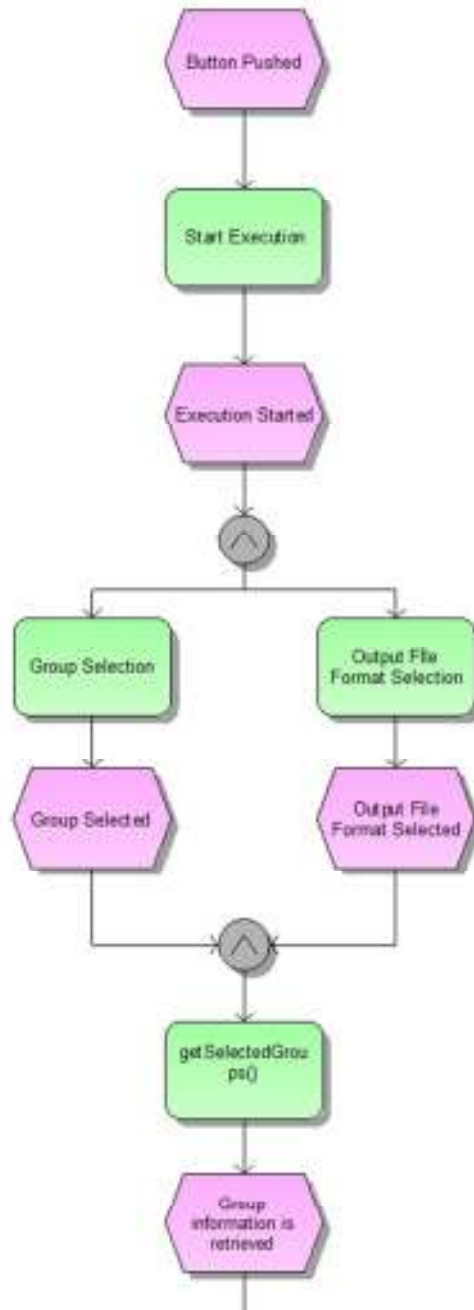 Button Pushed
Start Execution
Execution Started
Group Selection
Output File
Format Selection
Group Selected
Output File
Format Selected
getSelectedGrou
ps()
Group
information is
retrieved